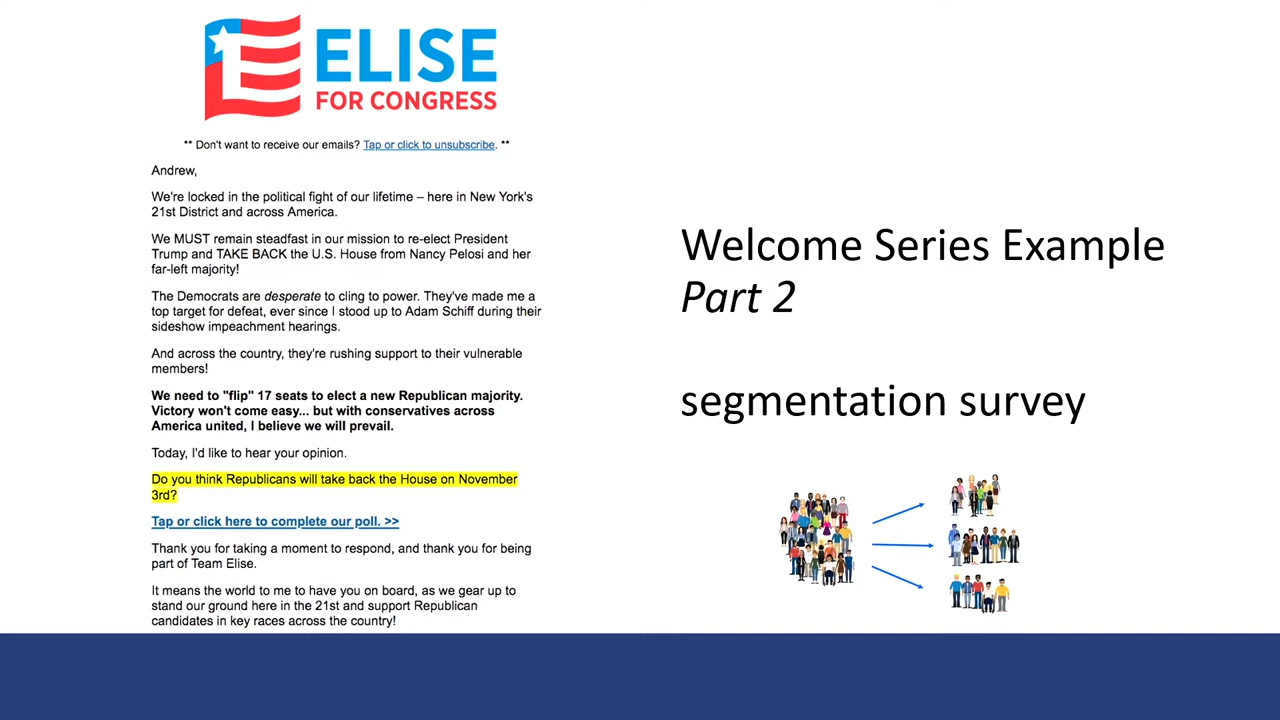 ELISE
FOR CONGRESS
** Don't want to receive our emails? Tap or click to unsubscribe. **
Andrew,
We're locked in the political fight of our lifetime – here in New York's
21st District and across America.
We MUST remain steadfast in our mission to re-elect President
Trump and TAKE BACK the U.S. House from Nancy Pelosi and her
far-left majority!
The Democrats are desperate to cling to power. They've made me a
top target for defeat, ever since I stood up to Adam Schiff during their
sideshow impeachment hearings.
And across the country, they're rushing support to their vulnerable
members!
We need to "flip" 17 seats to elect a new Republican majority.
Victory won't come easy... but with conservatives across
America united, I believe we will prevail.
Today, I'd like to hear your opinion.
Do you think Republicans will take back the House on November
3rd?
Tap or click here to complete our poll. >>
Thank you for taking a moment to respond, and thank you for being
part of Team Elise.
It means the world to me to have you on board, as we gear up to
stand our ground here in the 21st and support Republican
candidates in key races across the country!
Welcome Series Example
Part 2
segmentation survey